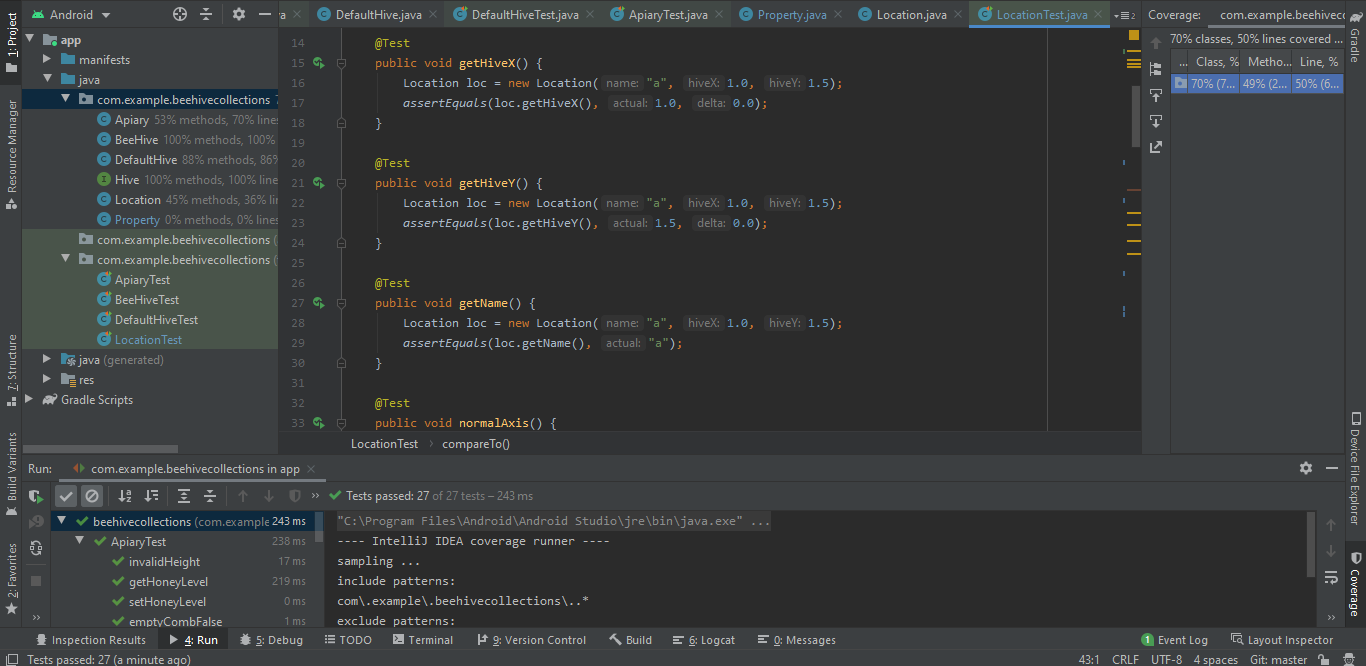 Android
a.java
DefaultHive.java
DefaultHiveTest.java
ApiaryTest.java
Property.java
Location.java
LocationTest.java
2
Coverage:
com.example.beehivecc
1: Project
Resource Manager
7: Structure
Build Variants
2: Favorites
app
manifests
java
com.example.beehivecollections
Apiary 53% methods, 70% lines
BeeHive 100% methods, 100%
DefaultHive 88% methods, 86%
Hive 100% methods, 100% line
Location 45% methods, 36% li
Property 0% methods, 0% lines
com.example.beehivecollections
com.example.beehivecollections
ApiaryTest
BeeHiveTest
DefaultHiveTest
LocationTest
java (generated)
res
Gradle Scripts
14 @Test
15 public void getHiveX() {
16 Location loc = new Location( name: "a", hiveX: 1.0, hiveY: 1.5);
17 assertEquals(loc.getHiveX(), actual: 1.0, delta: 0.0);
18 }
19
20 @Test
21 public void getHiveY() {
22 Location loc = new Location( name: "a", hiveX: 1.0, hiveY: 1.5);
23 assertEquals(loc.getHiveY(), actual: 1.5, delta: 0.0);
24 }
25
26 @Test
27 public void getName() {
28 Location loc = new Location( name: "a", hiveX: 1.0, hiveY: 1.5);
29 assertEquals(loc.getName(), actual: "a");
30 }
31
32 @Test
33 public void normalAxis() {
LocationTest › compareTo()
70% classes, 50% lines covered ...
... Class, % Metho... Line, %
70% (7... 49% (2... 50% (6...
Gradle
Device File Explorer
Coverage
Run: com.example.beehivecollections in app
Tests passed: 27 of 27 tests – 243 ms
beehivecollections (com.example 243 ms
ApiaryTest 238 ms
invalidHeight 17 ms
getHoneyLevel 219 ms
setHoneyLevel 0 ms
emptyCombFalse 1 ms
"C:\Program Files\Android\Android Studio\jre\bin\java.exe" ...
---- IntelliJ IDEA coverage runner ----
sampling ...
include patterns:
com\.example\.beehivecollections\..*
exclude patterns:
Inspection Results
4: Run
5: Debug
TODO
Terminal
9: Version Control
Build
6: Logcat
0: Messages
1 Event Log
Layout Inspector
Tests passed: 27 (a minute ago)
43:1 CRLF UTF-8 4 spaces Git: master